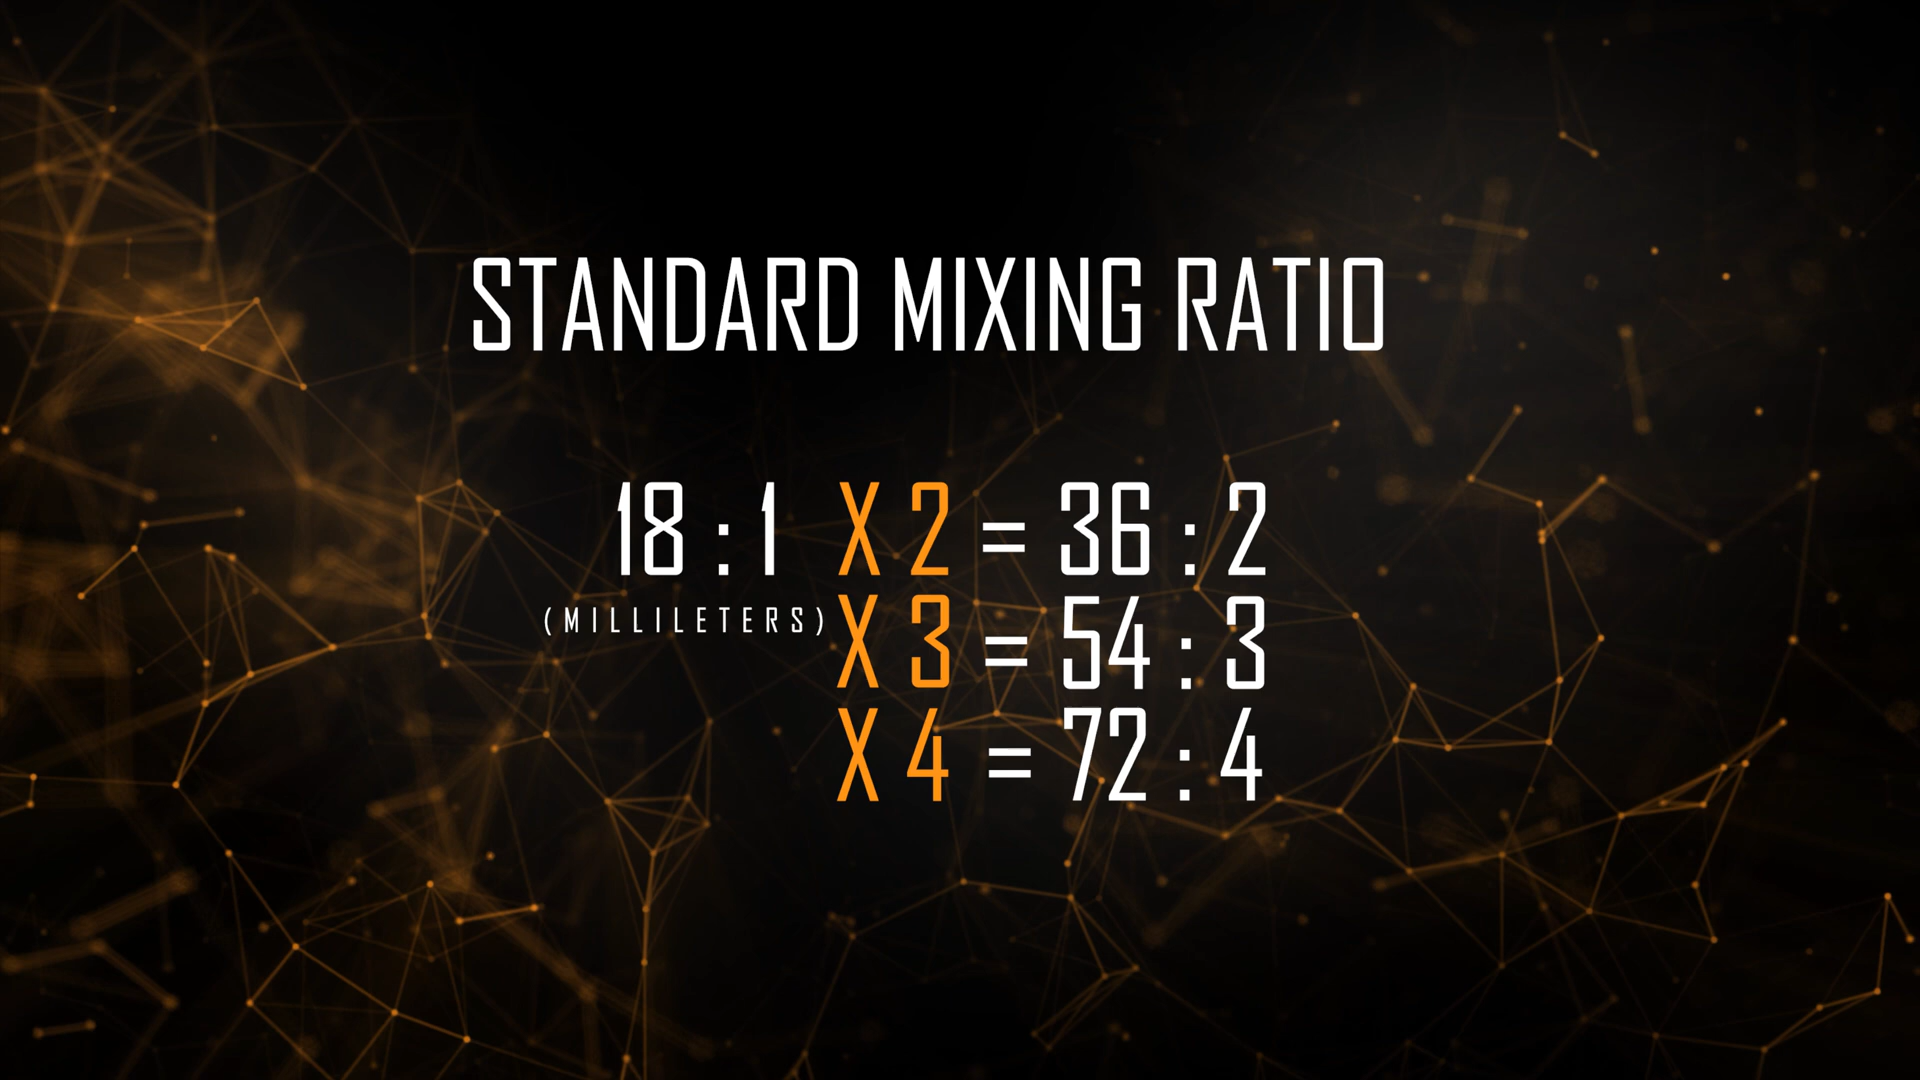 STANDARD MIXING RATIO
18 : 1 X 2 = 36 : 2
(MILLILETERS)
X 3 = 54 : 3
X 4 = 72 : 4